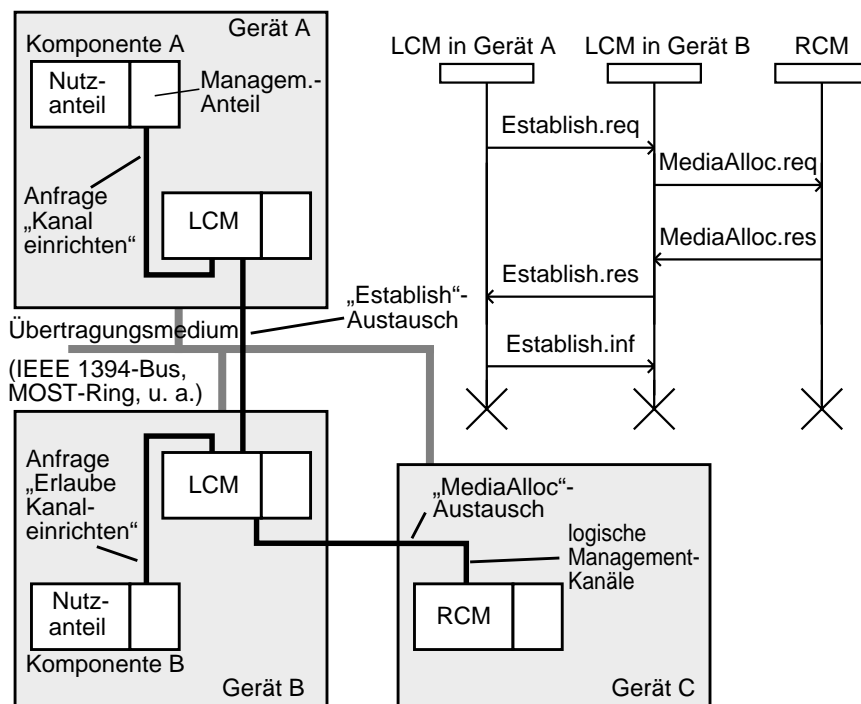 Gerät A
Komponente A
Nutz-
anteil
Managem.-
Anteil
Anfrage
„Kanal
einrichten“
LCM
„Establish“-
Austausch
Übertragungsmedium
(IEEE 1394-Bus,
MOST-Ring, u. a.)
Anfrage
„Erlaube
Kanal-
einrichten“
LCM
Nutz-
anteil
Komponente B
Gerät B
„MediaAlloc“-
Austausch
logische
Management-
Kanäle
RCM
Gerät C
LCM in Gerät A
LCM in Gerät B
RCM
Establish.req
MediaAlloc.req
MediaAlloc.res
Establish.res
Establish.inf